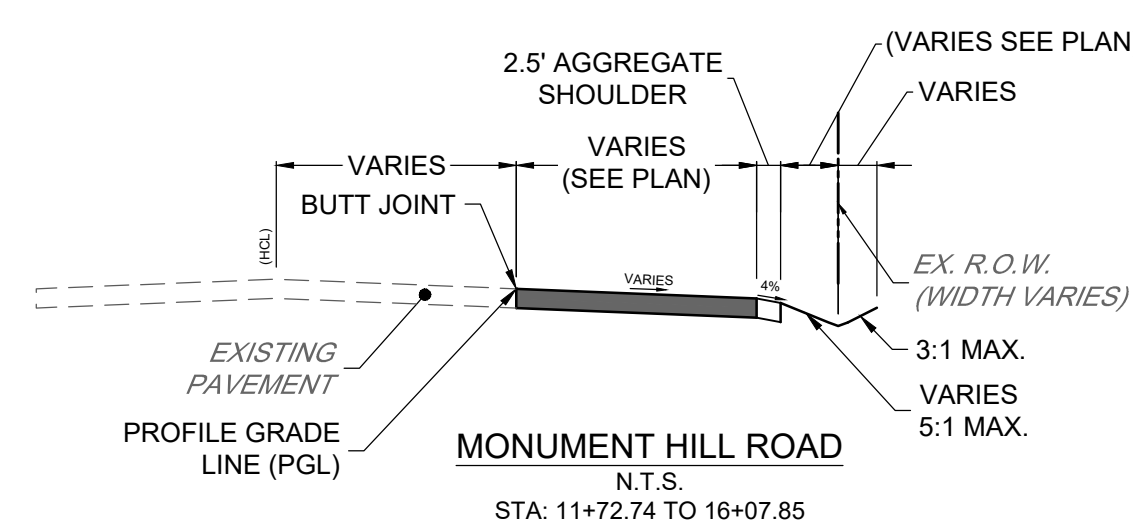 (VARIES SEE PLAN
2.5' AGGREGATE
SHOULDER
VARIES
VARIES
VARIES
(SEE PLAN)
BUTT JOINT
(HCL)
VARIES
4%
EX. R.O.W.
(WIDTH VARIES)
EXISTING
PAVEMENT
3:1 MAX.
VARIES
5:1 MAX.
PROFILE GRADE
LINE (PGL)
MONUMENT HILL ROAD
N.T.S.
STA: 11+72.74 TO 16+07.85